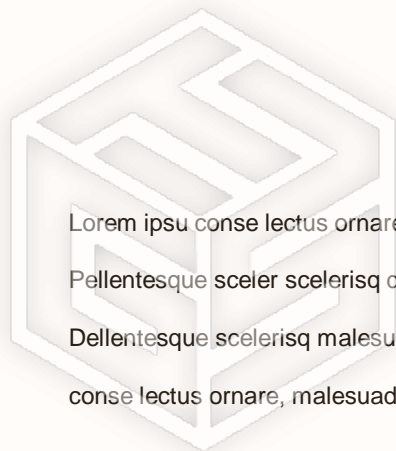 Lorem ipsu conse lectus ornare
Pellentesque sceler scelerisq
Dellentesque scelerisq malesu
conse lectus ornare, malesuad